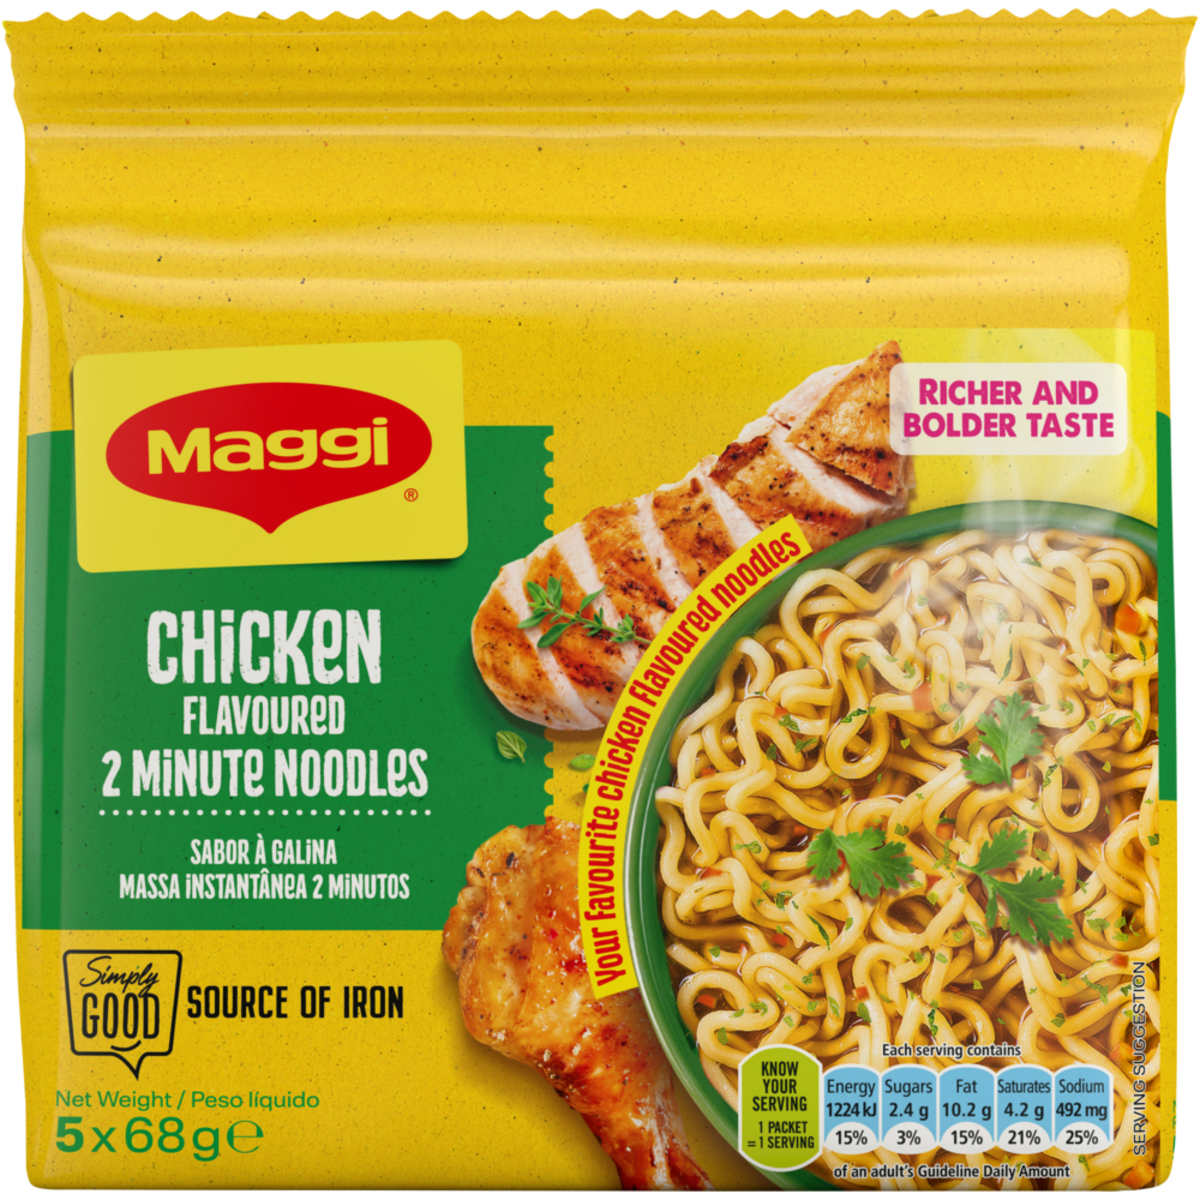 Maggi
®
RICHER AND
BOLDER TASTE
CHiCKeN
FLAVOUReD
2 MiNUTe NOODLeS
SABOR À GALiNA
MASSA iNSTANTÂNeA 2 MiNUTOS
Your favourite chicken flavoured noodles
Simply
GOOD
SOURCE OF IRON
Net Weight / Peso líquido
5x68g℮
KNOW
YOUR
SERVING
1 PACKET
= 1 SERVING
Each serving contains
Energy Sugars Fat Saturates Sodium
1224 kJ 2.4 g 10.2 g 4.2 g 492 mg
15% 3% 15% 21% 25%
of an adult's Guideline Daily Amount
SERVING SUGGESTION